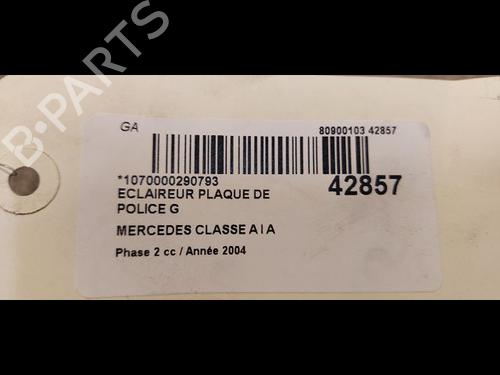 GA
80900103 42857
*1070000290793
42857
ECLAIREUR PLAQUE DE
POLICE G
MERCEDES CLASSE A I A
Phase 2 cc / Année 2004
B-PARTS